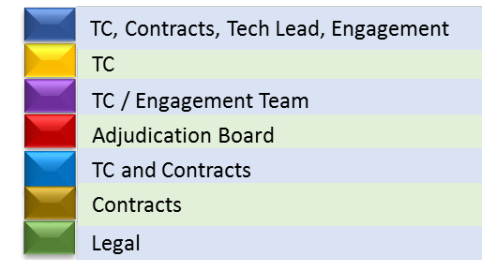 TC, Contracts, Tech Lead, Engagement
TC
TC / Engagement Team
Adjudication Board
TC and Contracts
Contracts
Legal